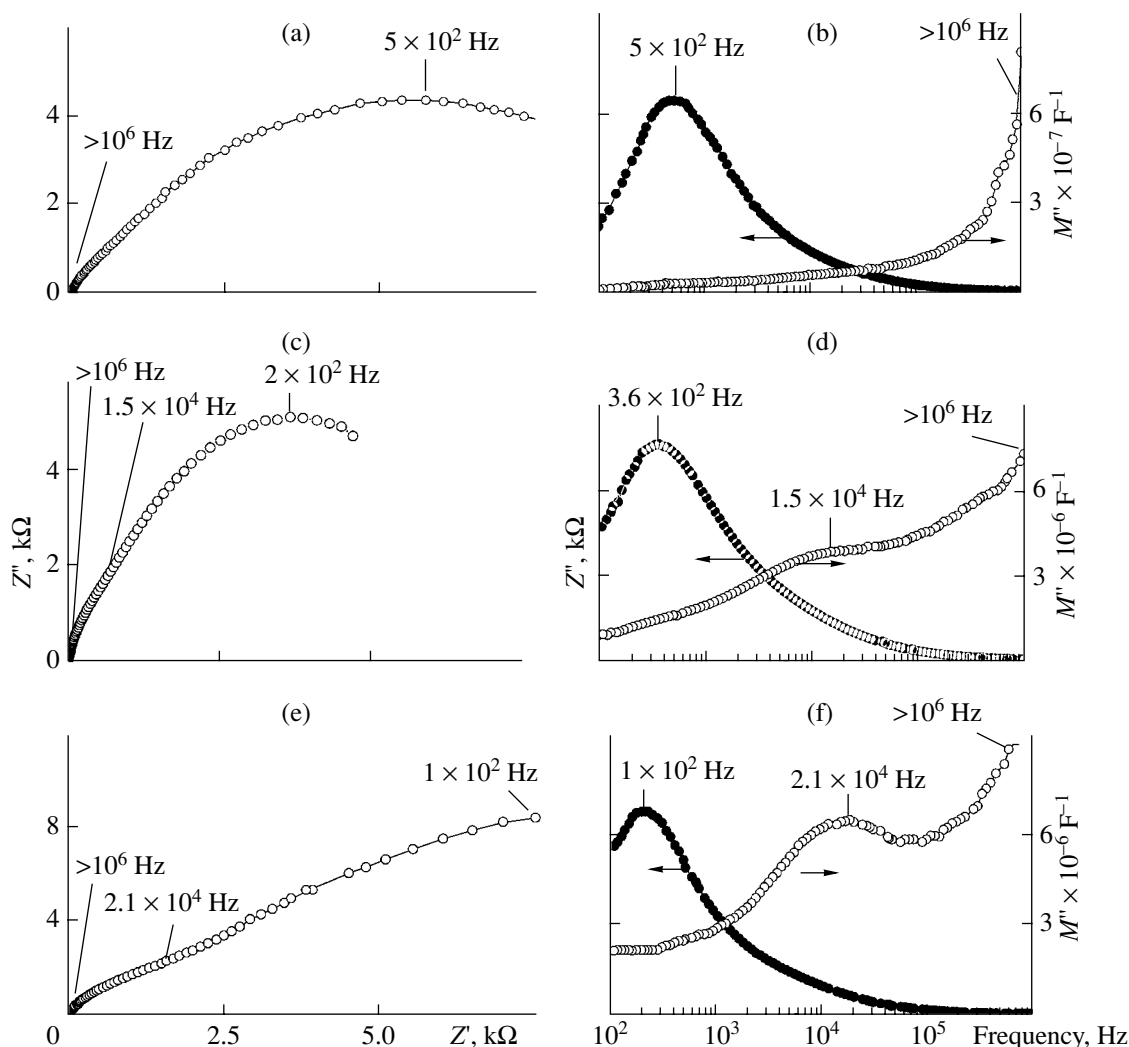 (a)
5 × 10² Hz
>10⁶ Hz
4
2
0
2.5
5.0
(b)
5 × 10² Hz
>10⁶ Hz
6
3
M'' × 10⁻⁷ F⁻¹
(c)
>10⁶ Hz
2 × 10² Hz
1.5 × 10⁴ Hz
4
2
0
Z'', kΩ
(d)
3.6 × 10² Hz
>10⁶ Hz
1.5 × 10⁴ Hz
Z'', kΩ
6
3
M'' × 10⁻⁶ F⁻¹
(e)
1 × 10² Hz
8
>10⁶ Hz
2.1 × 10⁴ Hz
4
0
2.5
5.0
Z', kΩ
(f)
>10⁶ Hz
1 × 10² Hz
2.1 × 10⁴ Hz
6
3
M'' × 10⁻⁶ F⁻¹
10² 10³ 10⁴ 10⁵ Frequency, Hz